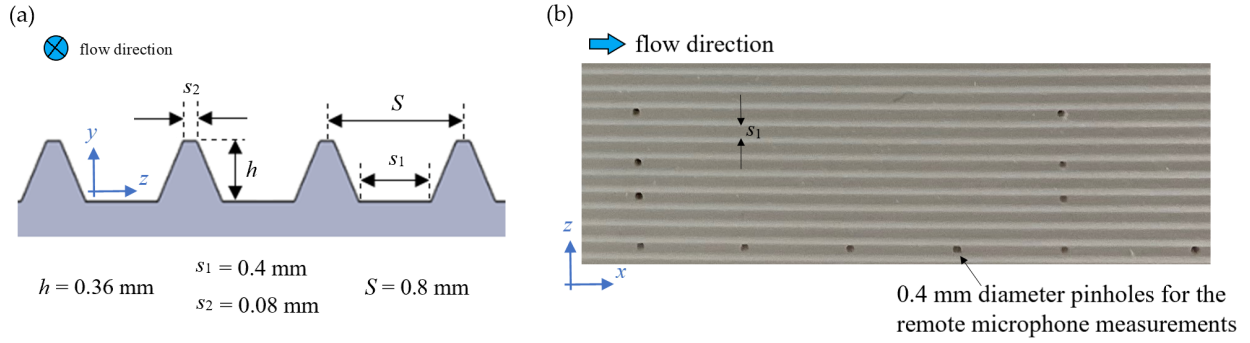 (a)
flow direction
s2
S
y
z
h
s1
h = 0.36 mm
s1 = 0.4 mm
s2 = 0.08 mm
S = 0.8 mm
(b)
flow direction
s1
z
x
0.4 mm diameter pinholes for the
remote microphone measurements